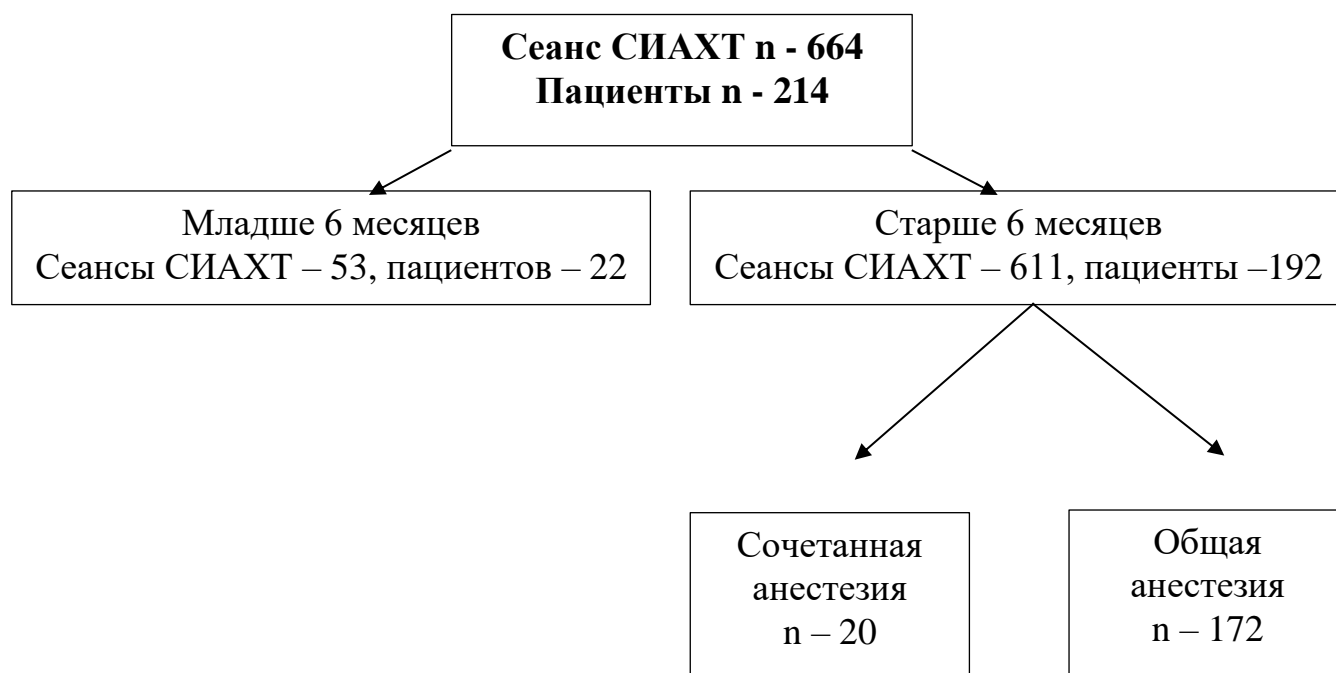 Сеанс СИАХТ n - 664
Пациенты n - 214
Младше 6 месяцев
Сеансы СИАХТ – 53, пациентов – 22
Старше 6 месяцев
Сеансы СИАХТ – 611, пациенты –192
Сочетанная
анестезия
n – 20
Общая
анестезия
n – 172